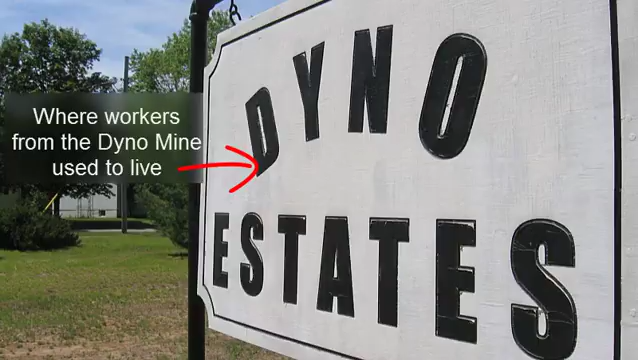 Where workers
from the Dyno Mine
used to live
DYNO
ESTATES